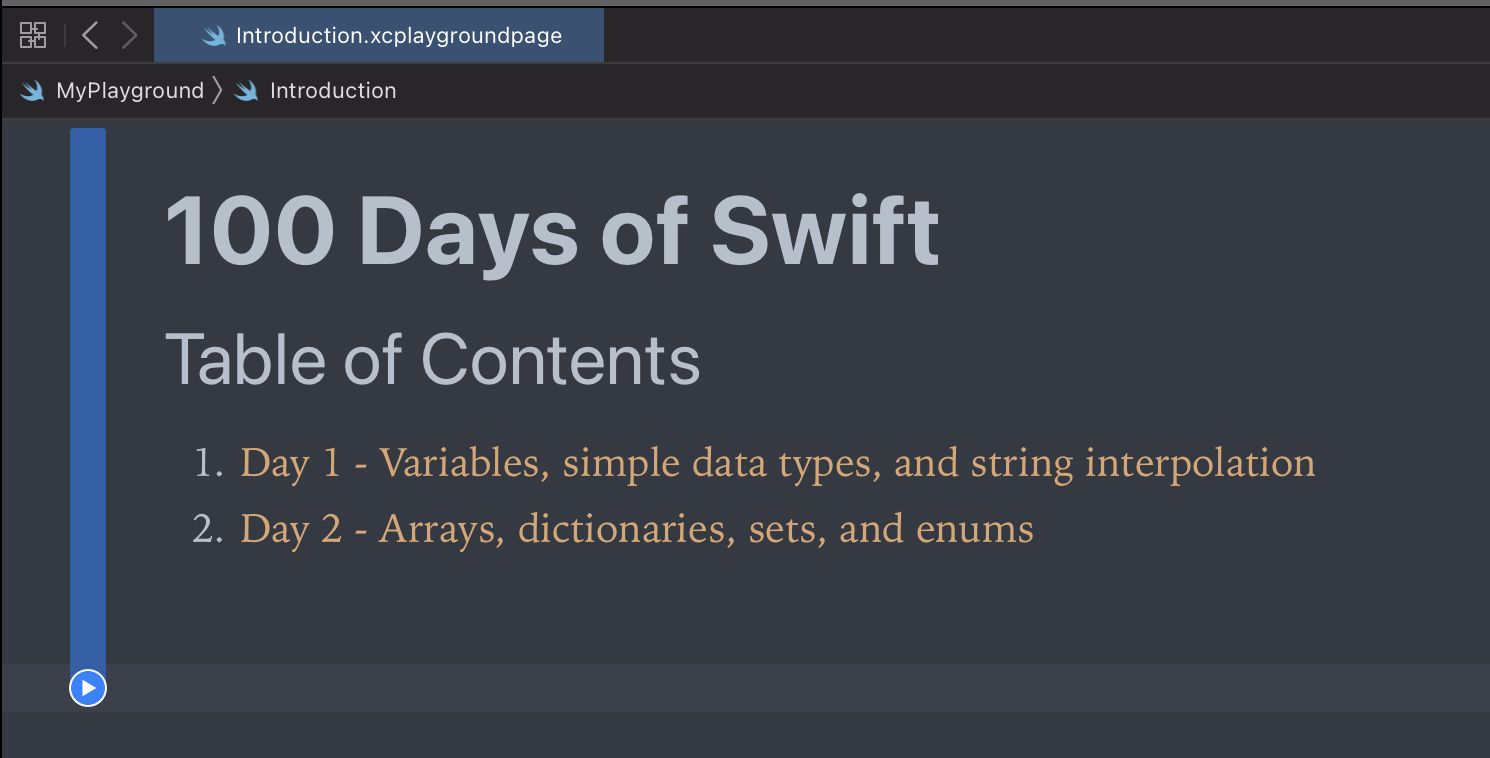 Introduction.xcplaygroundpage
MyPlayground Introduction
100 Days of Swift
Table of Contents
1. Day 1 - Variables, simple data types, and string interpolation
2. Day 2 - Arrays, dictionaries, sets, and enums